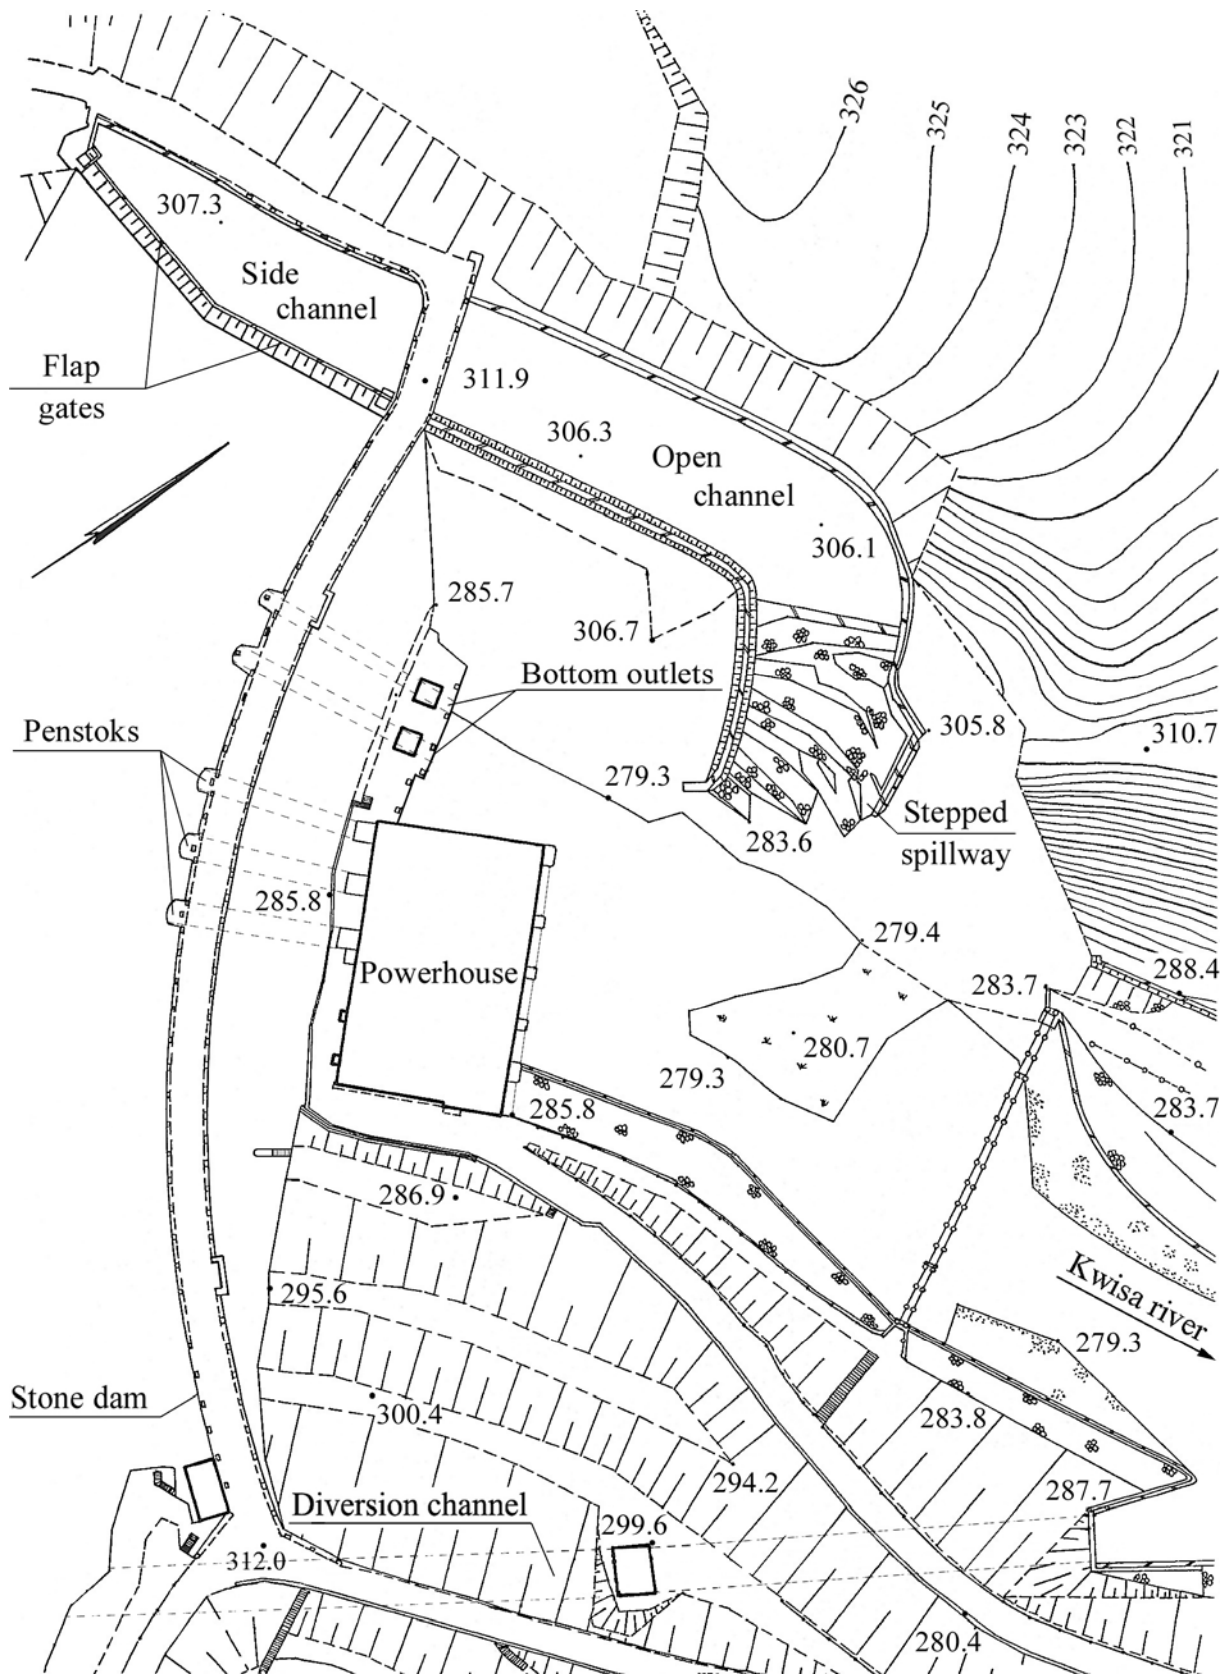 326
325
324
323
322
321
307.3
Side
channel
Flap
gates
311.9
306.3
Open
channel
306.1
285.7
306.7
Bottom outlets
Penstoks
305.8
310.7
279.3
283.6
Stepped
spillway
285.8
279.4
Powerhouse
283.7
288.4
280.7
279.3
285.8
283.7
286.9
Kwisa river
295.6
279.3
Stone dam
300.4
283.8
294.2
287.7
Diversion channel
299.6
312.0
280.4